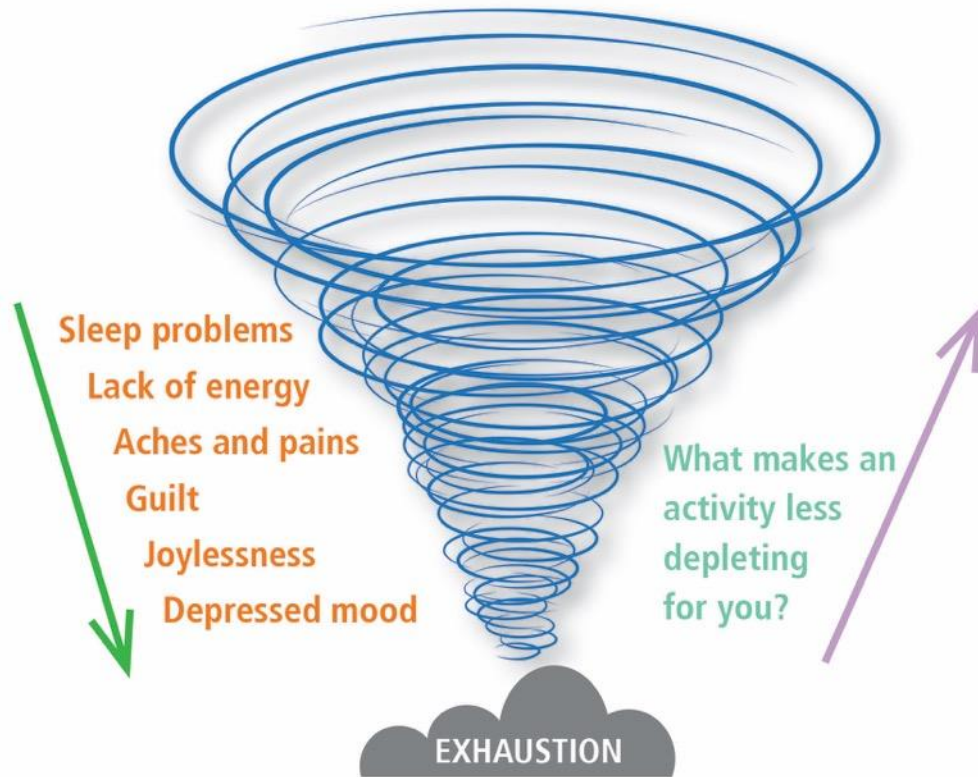 Sleep problems
Lack of energy
Aches and pains
Guilt
Joylessness
Depressed mood
What makes an
activity less
depleting
for you?
EXHAUSTION